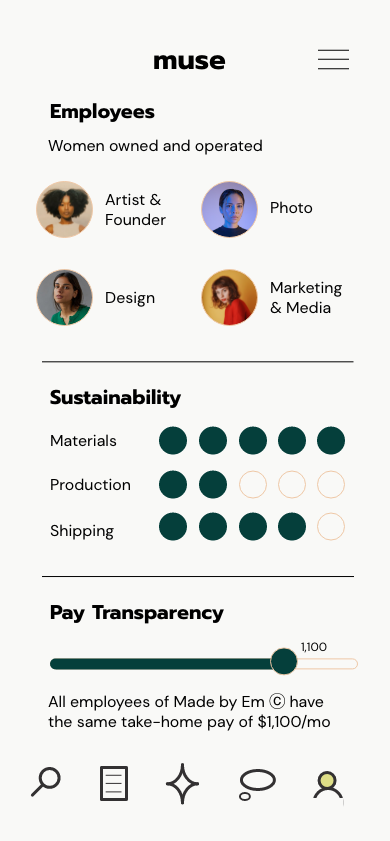 muse
Employees
Women owned and operated
Artist &
Founder
Photo
Design
Marketing
& Media
Sustainability
Materials
Production
Shipping
Pay Transparency
1,100
All employees of Made by Em ⓒ have
the same take-home pay of $1,100/mo